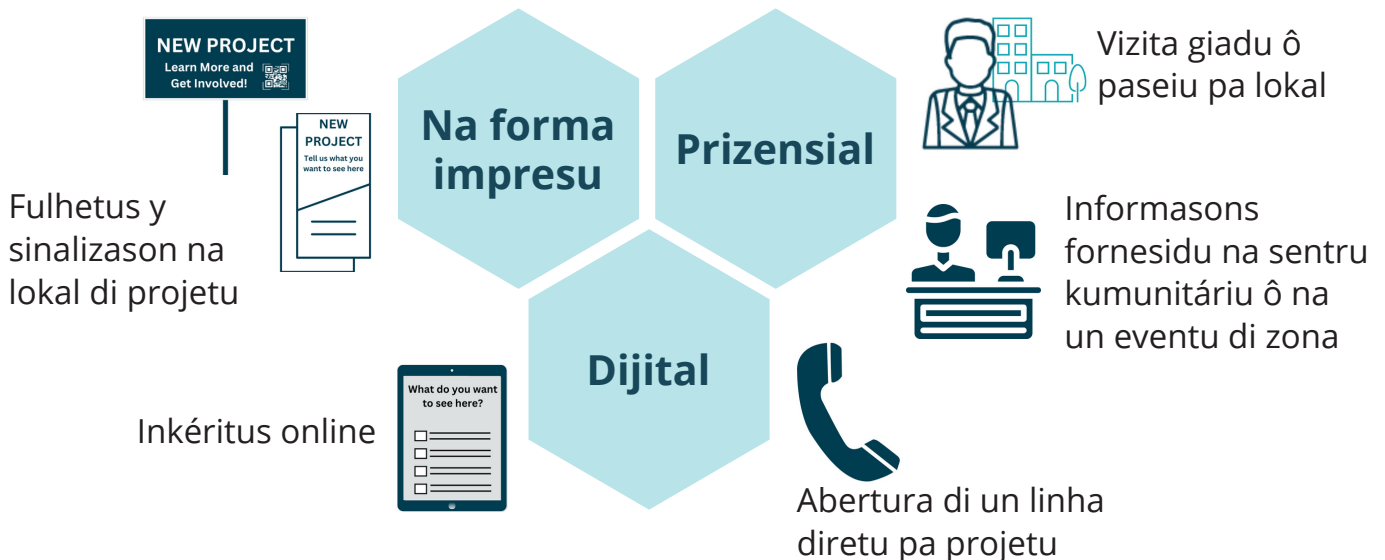 NEW PROJECT
Learn More and
Get Involved!
NEW
PROJECT
Tell us what you
want to see here
Fulhetus y
sinalizason na
lokal di projetu
Na forma
impresu
Prizensial
Vizita giadu ô
paseiu pa lokal
Informasons
fornesidu na sentru
kumunitáriu ô na
un eventu di zona
Dijital
Inkéritus online
What do you want
to see here?
Abertura di un linha
diretu pa projetu